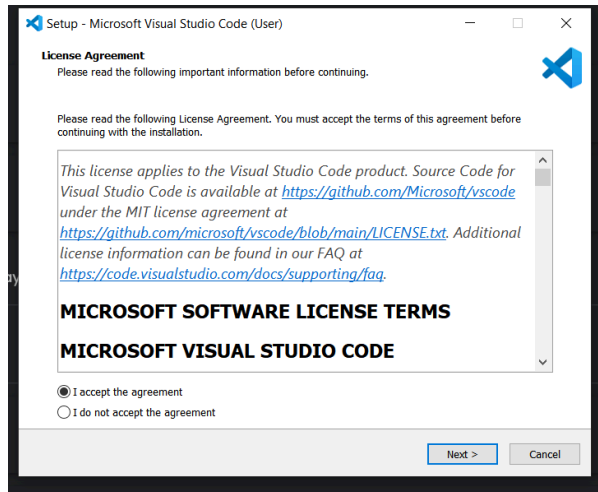 Setup - Microsoft Visual Studio Code (User)
License Agreement
Please read the following important information before continuing.
Please read the following License Agreement. You must accept the terms of this agreement before
continuing with the installation.
This license applies to the Visual Studio Code product. Source Code for
Visual Studio Code is available at https://github.com/Microsoft/vscode
under the MIT license agreement at
https://github.com/microsoft/vscode/blob/main/LICENSE.txt. Additional
license information can be found in our FAQ at
https://code.visualstudio.com/docs/supporting/faq.
MICROSOFT SOFTWARE LICENSE TERMS
MICROSOFT VISUAL STUDIO CODE
I accept the agreement
I do not accept the agreement
Next >
Cancel